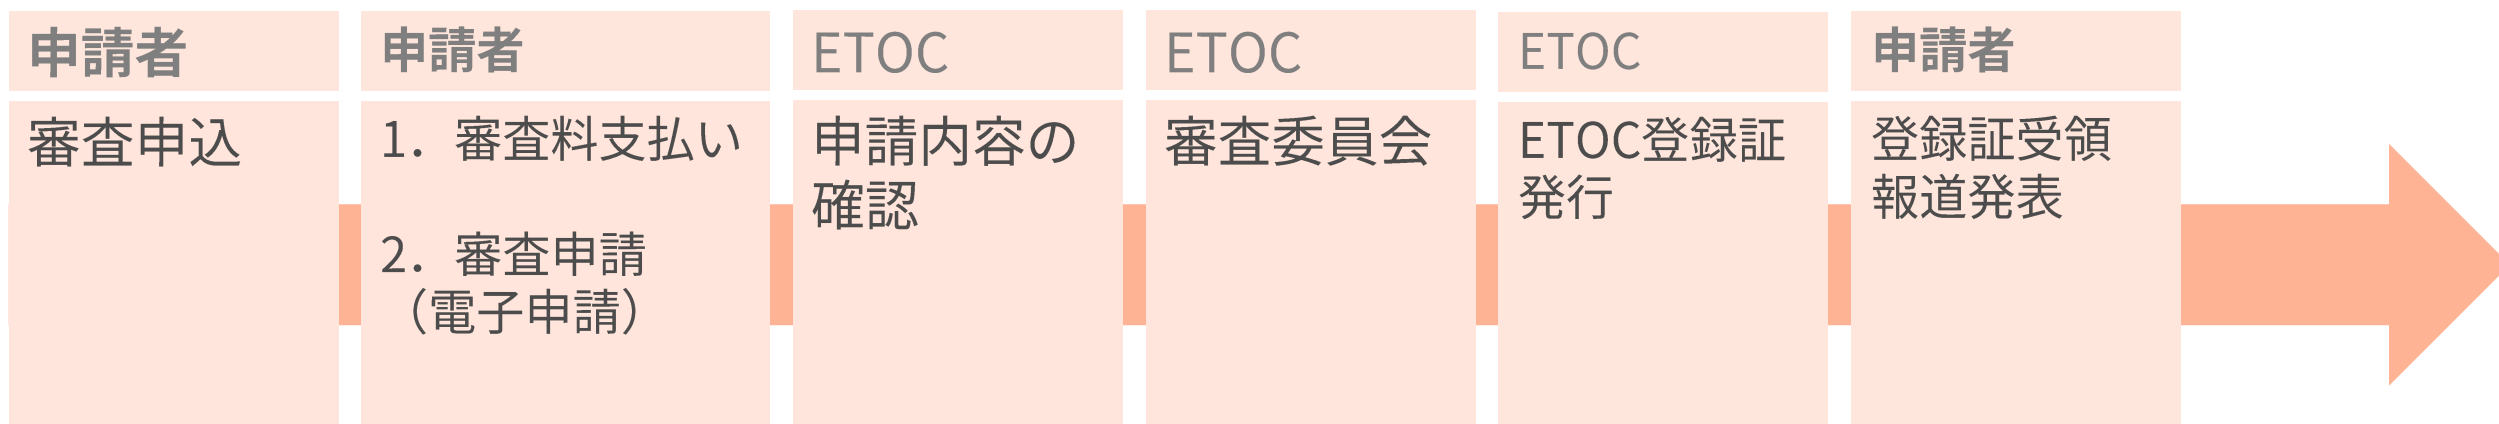 申請者
審査申込
申請者
1. 審査料支払い
2. 審査申請
（電子申請）
ETOC
申請内容の
確認
ETOC
審査委員会
ETOC
ETOC登録証
発行
申請者
登録証送付
報道発表